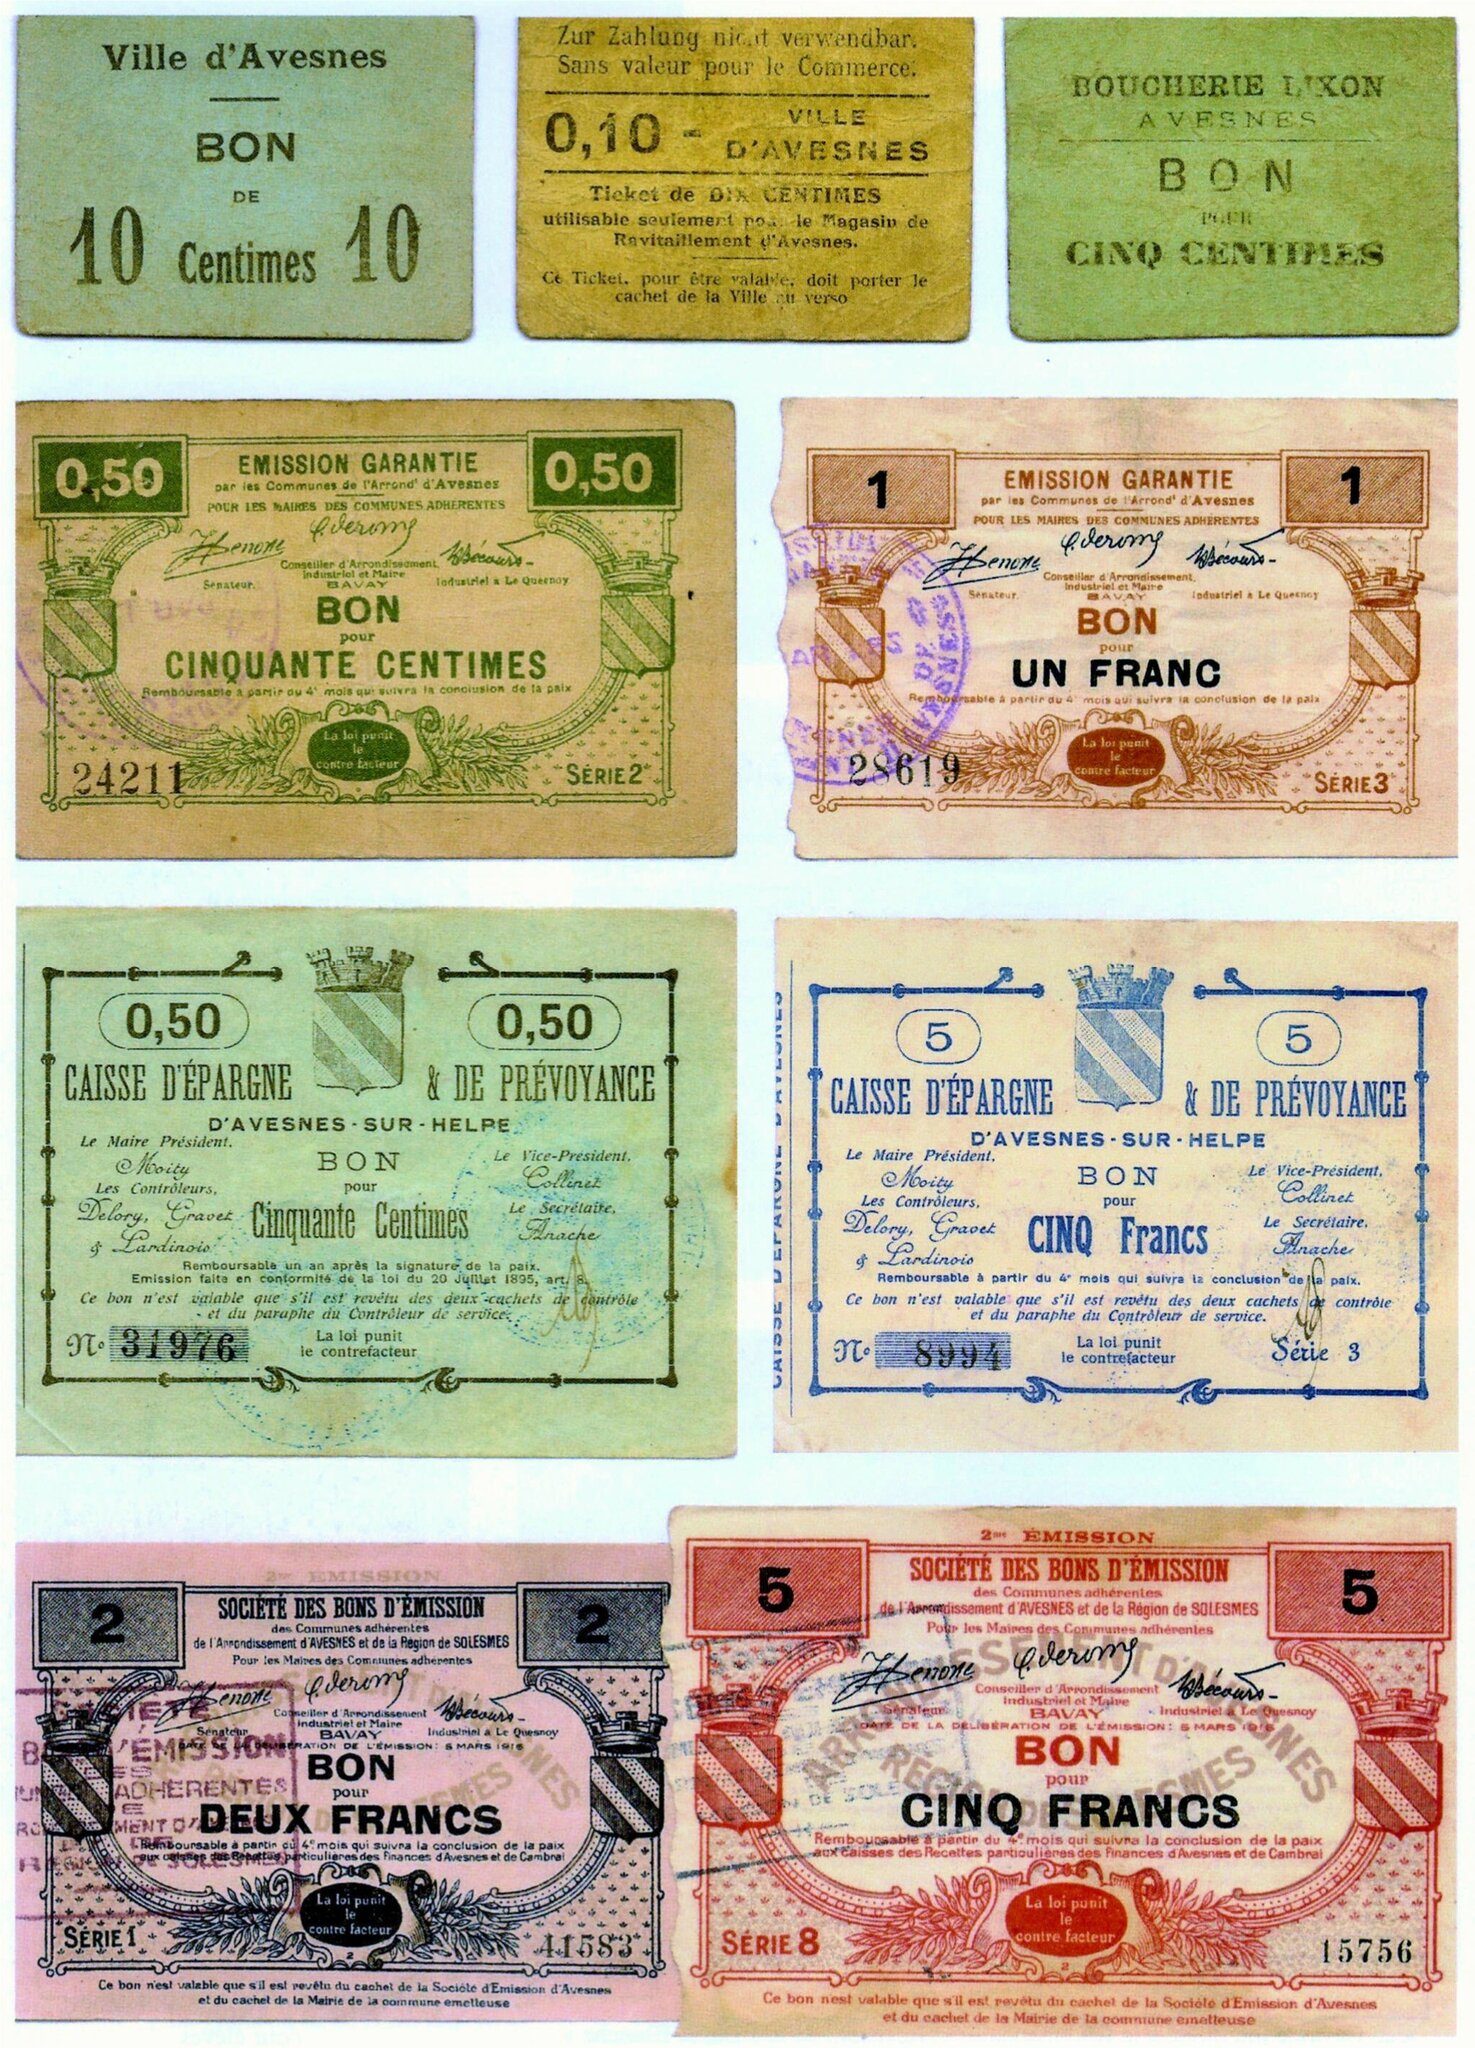 Ville d'Avesnes
BON
DE
10 Centimes 10
Zur Zahlung nicht verwendbar.
Sans valeur pour le Commerce.
0,10 - VILLE
D'AVESNES
Ticket de DIX CENTIMES
utilisable seulement pour le Magasin de
Ravitaillement d'Avesnes.
Ce Ticket, pour être valable, doit porter le
cachet de la Ville au verso
BOUCHERIE LIXON
AVESNES
BON
POUR
CINQ CENTIMES
0,50 0,50
EMISSION GARANTIE
par les Communes de l'Arrondt d'Avesnes
POUR LES MAIRES DES COMMUNES ADHERENTES
Sénateur.
Conseiller d'Arrondissement,
Industriel et Maire
BAVAY
Industriel à Le Quesnoy
BON
pour
CINQUANTE CENTIMES
Remboursable à partir du 4e mois qui suivra la conclusion de la paix
La loi punit
le
contre facteur
24211
SÉRIE 2
1 1
EMISSION GARANTIE
par les Communes de l'Arrondt d'Avesnes
POUR LES MAIRES DES COMMUNES ADHERENTES
Sénateur.
Conseiller d'Arrondissement,
Industriel et Maire
BAVAY
Industriel à Le Quesnoy
BON
pour
UN FRANC
Remboursable à partir du 4e mois qui suivra la conclusion de la paix
La loi punit
le
contre facteur
28619
SÉRIE 3
0,50 0,50
CAISSE D'ÉPARGNE & DE PRÉVOYANCE
D'AVESNES-SUR-HELPE
Le Maire Président,
Moity
Les Contrôleurs,
Delory, Gravet
& Lardinois
BON
pour
Cinquante Centimes
Le Vice-Président,
Collinet
Le Secrétaire,
Anache
Remboursable un an après la signature de la paix.
Emission faite en conformité de la loi du 20 Juillet 1895, art. 8.
Ce bon n'est valable que s'il est revêtu des deux cachets de contrôle
et du paraphe du Contrôleur de service.
No 31976
La loi punit
le contrefacteur
CAISSE D'ÉPARGNE D'AVESNES
5 5
CAISSE D'ÉPARGNE & DE PRÉVOYANCE
D'AVESNES-SUR-HELPE
Le Maire Président,
Moity
Les Contrôleurs,
Delory, Gravet
& Lardinois
BON
pour
CINQ Francs
Le Vice-Président,
Collinet
Le Secrétaire,
Anache
Remboursable à partir du 4e mois qui suivra la conclusion de la paix.
Ce bon n'est valable que s'il est revêtu des deux cachets de contrôle
et du paraphe du Contrôleur de service.
No 8994
La loi punit
le contrefacteur
Série 3
2me EMISSION
2 2
SOCIÉTÉ DES BONS D'ÉMISSION
des Communes adhérentes
de l'Arrondissement d'AVESNES et de la Région de SOLESMES
Pour les Maires des Communes adhérentes
Sénateur
Conseiller d'Arrondissement
Industriel et Maire
BAVAY
Industriel à Le Quesnoy
DATE DE LA DÉLIBÉRATION DE L'ÉMISSION: 5 MARS 1916
BON
pour
DEUX FRANCS
Remboursable à partir du 4e mois qui suivra la conclusion de la paix
aux caisses des Recettes particulières des Finances d'Avesnes et de Cambrai
La loi punit
le
contre facteur
2
SÉRIE 1
41583
Ce bon n'est valable que s'il est revêtu du cachet de la Société d'Emission d'Avesnes
et du cachet de la Mairie de la commune emetteuse
2me ÉMISSION
5 5
SOCIÉTÉ DES BONS D'ÉMISSION
des Communes adhérentes
de l'Arrondissement d'AVESNES et de la Région de SOLESMES
Pour les Maires des Communes adhérentes
Sénateur
Conseiller d'Arrondissement
Industriel et Maire
BAVAY
Industriel à Le Quesnoy
DATE DE LA DÉLIBÉRATION DE L'ÉMISSION: 5 MARS 1916
ARRONDISSEMENT D'AVESNES
BON
pour
CINQ FRANCS
Remboursable à partir du 4e mois qui suivra la conclusion de la paix
aux caisses des Recettes particulières des Finances d'Avesnes et de Cambrai
La loi punit
le
contre facteur
2
SÉRIE 8
15756
Ce bon n'est valable que s'il est revêtu du cachet de la Société d'Emission d'Avesnes
et du cachet de la Mairie de la commune emetteuse